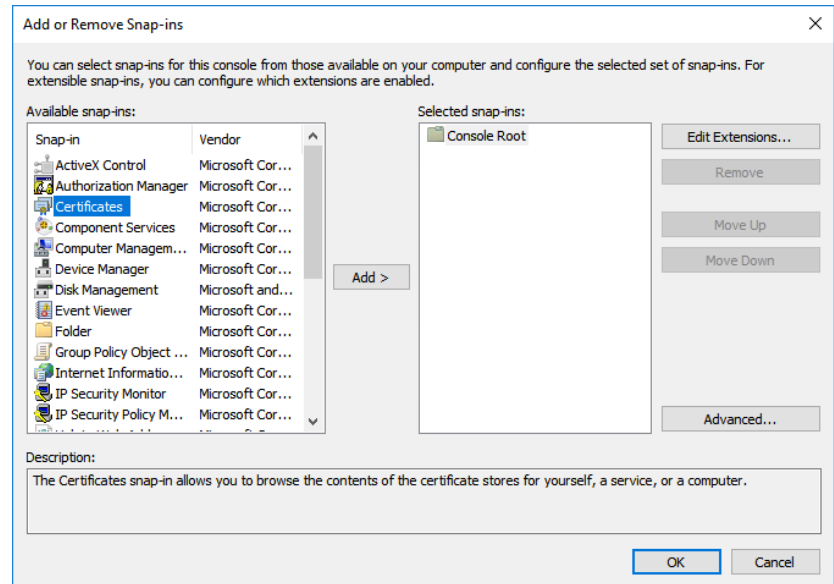 Add or Remove Snap-ins
You can select snap-ins for this console from those available on your computer and configure the selected set of snap-ins. For
extensible snap-ins, you can configure which extensions are enabled.
Available snap-ins:
Snap-in Vendor
ActiveX Control Microsoft Cor...
Authorization Manager Microsoft Cor...
Certificates Microsoft Cor...
Component Services Microsoft Cor...
Computer Managem... Microsoft Cor...
Device Manager Microsoft Cor...
Disk Management Microsoft and...
Event Viewer Microsoft Cor...
Folder Microsoft Cor...
Group Policy Object ... Microsoft Cor...
Internet Informatio... Microsoft Cor...
IP Security Monitor Microsoft Cor...
IP Security Policy M... Microsoft Cor...
Add >
Selected snap-ins:
Console Root
Edit Extensions...
Remove
Move Up
Move Down
Advanced...
Description:
The Certificates snap-in allows you to browse the contents of the certificate stores for yourself, a service, or a computer.
OK
Cancel